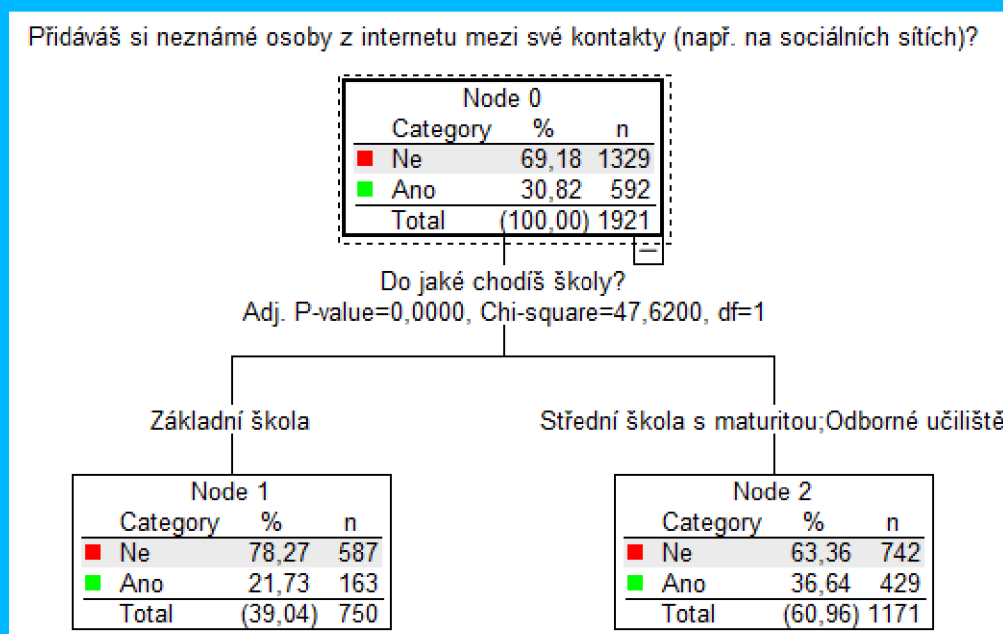 Přidáváš si neznámé osoby z internetu mezi své kontakty (např. na sociálních sítích)?
Node 0
Category % n
Ne 69,18 1329
Ano 30,82 592
Total (100,00) 1921
Do jaké chodíš školy?
Adj. P-value=0,0000, Chi-square=47,6200, df=1
Základní škola
Střední škola s maturitou;Odborné učiliště
Node 1
Category % n
Ne 78,27 587
Ano 21,73 163
Total (39,04) 750
Node 2
Category % n
Ne 63,36 742
Ano 36,64 429
Total (60,96) 1171